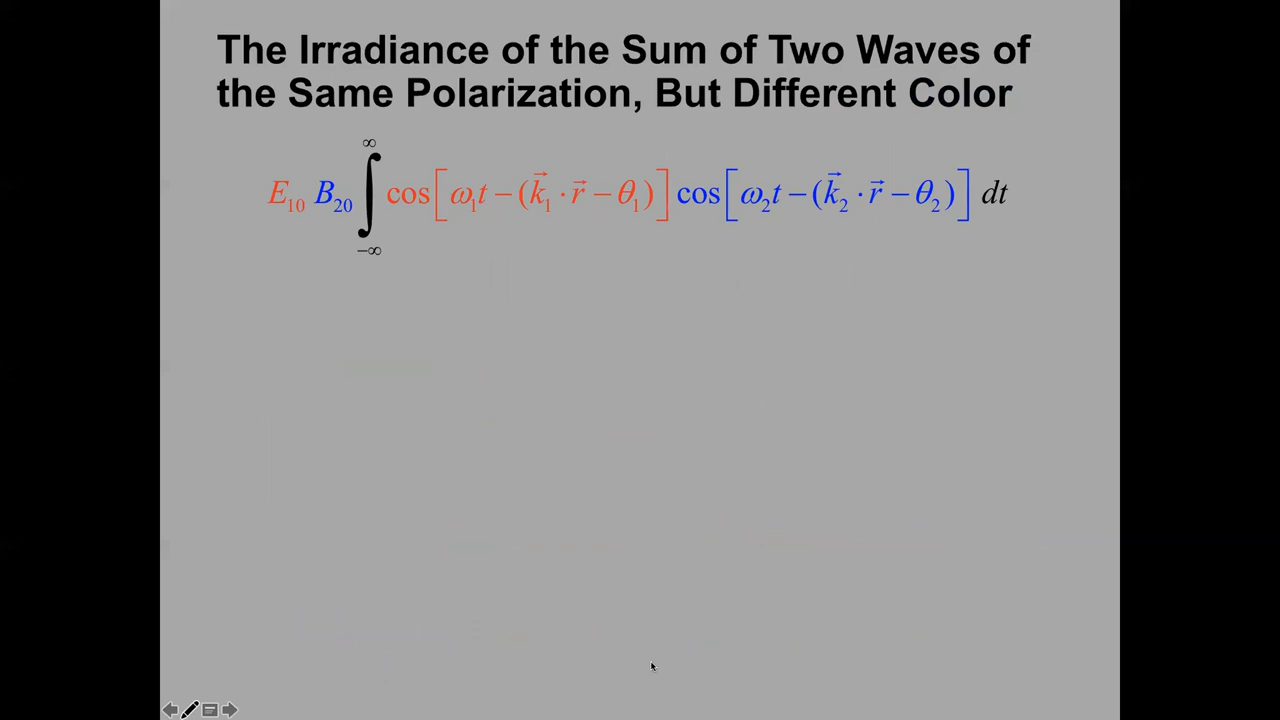 The Irradiance of the Sum of Two Waves of
the Same Polarization, But Different Color
E₁₀ B₂₀ ∫_{-∞}^{∞} cos[ω₁t − (k⃗₁ · r⃗ − θ₁)] cos[ω₂t − (k⃗₂ · r⃗ − θ₂)] dt